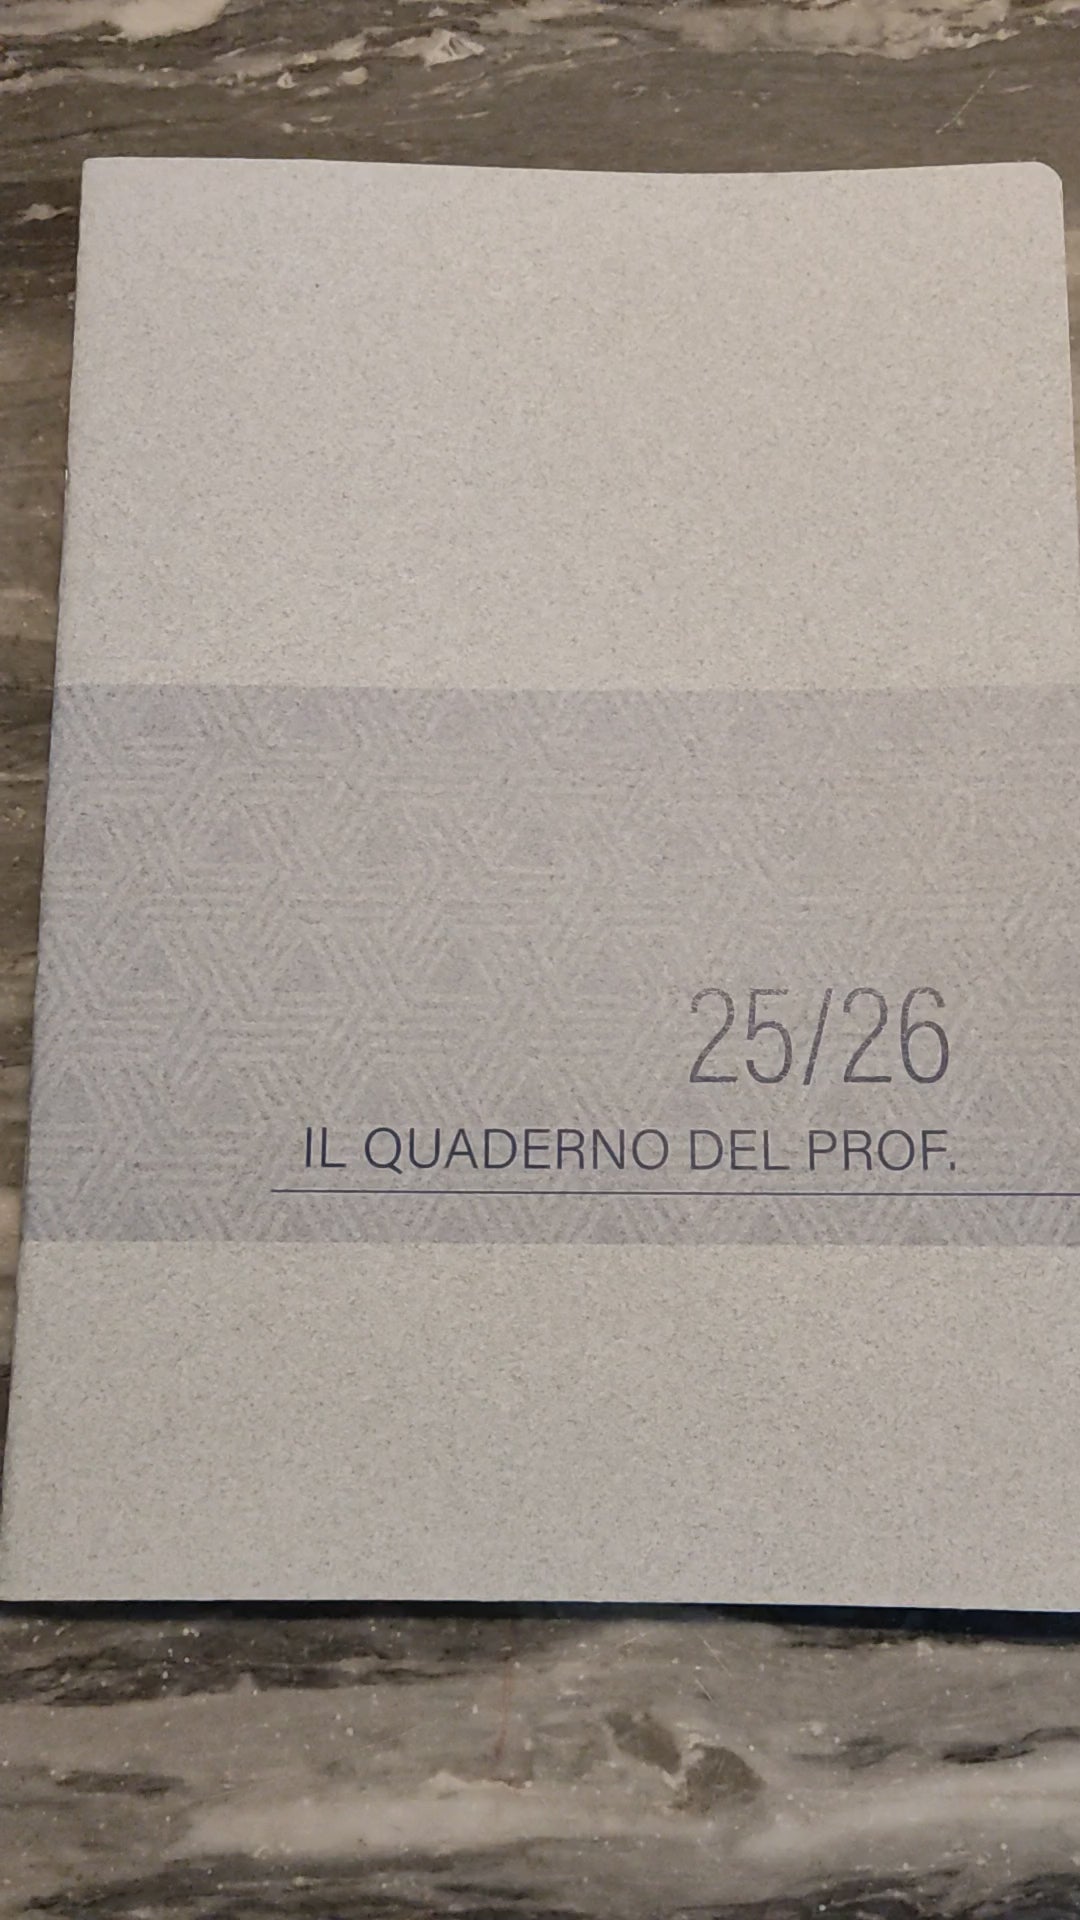 25/26
IL QUADERNO DEL PROF.